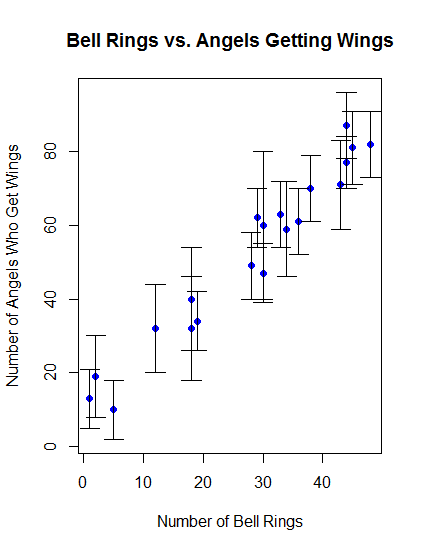 Bell Rings vs. Angels Getting Wings
Number of Angels Who Get Wings
80
60
40
20
0
0 10 20 30 40
Number of Bell Rings